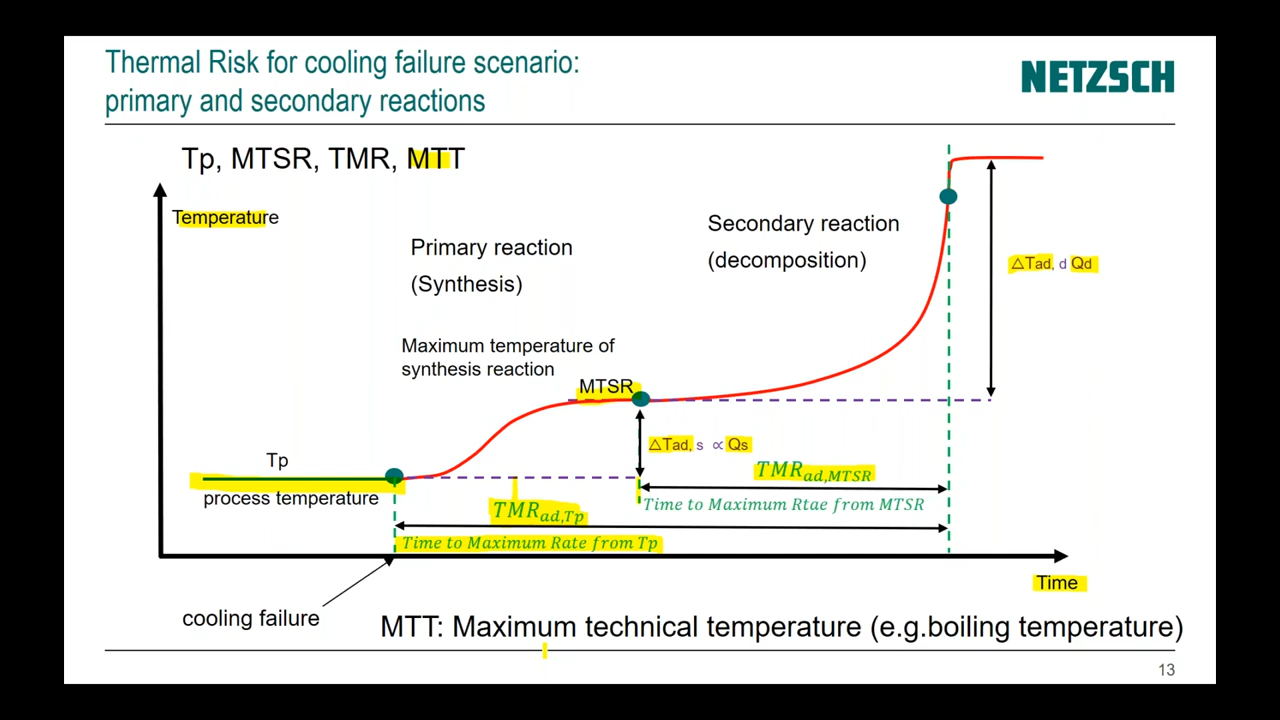 Thermal Risk for cooling failure scenario:
primary and secondary reactions
NETZSCH
Tp, MTSR, TMR, MTT
Temperature
Primary reaction
(Synthesis)
Secondary reaction
(decomposition)
△Tad, d Qd
Maximum temperature of
synthesis reaction
MTSR
△Tad, s ∝ Qs
Tp
process temperature
TMRad,MTSR
Time to Maximum Rtae from MTSR
TMRad,Tp
Time to Maximum Rate from Tp
Time
cooling failure
MTT: Maximum technical temperature (e.g.boiling temperature)
13